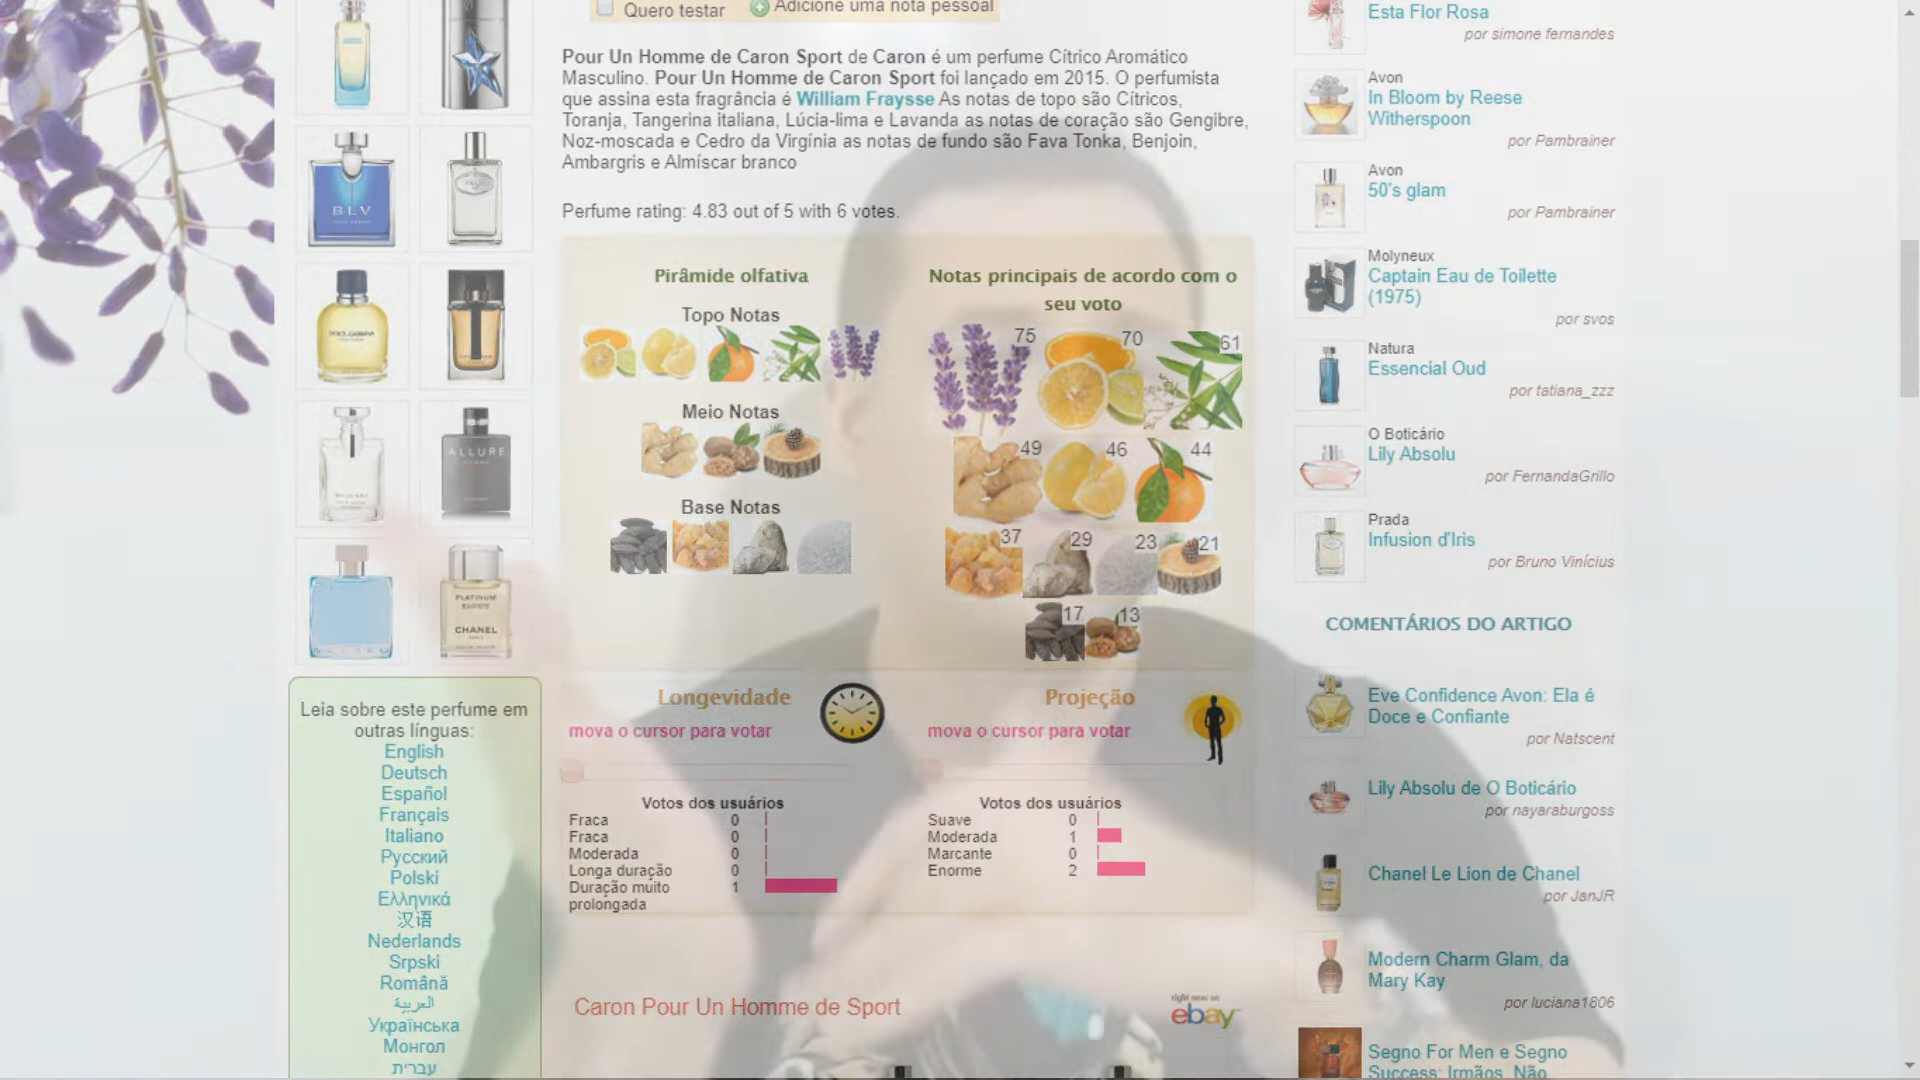 Quero testar
Adicione uma nota pessoal
Pour Un Homme de Caron Sport de Caron é um perfume Cítrico Aromático
Masculino. Pour Un Homme de Caron Sport foi lançado em 2015. O perfumista
que assina esta fragrância é William Fraysse As notas de topo são Cítricos,
Toranja, Tangerina italiana, Lúcia-lima e Lavanda as notas de coração são Gengibre,
Noz-moscada e Cedro da Virgínia as notas de fundo são Fava Tonka, Benjoin,
Ambargris e Almíscar branco
Perfume rating: 4.83 out of 5 with 6 votes.
Pirâmide olfativa
Topo Notas
Meio Notas
Base Notas
Notas principais de acordo com o
seu voto
75 70 61
49 46 44
37 29 23 21
17 13
Longevidade
mova o cursor para votar
Votos dos usuários
Fraca 0
Fraca 0
Moderada 0
Longa duração 0
Duração muito 1
prolongada
Projeção
mova o cursor para votar
Votos dos usuários
Suave 0
Moderada 1
Marcante 0
Enorme 2
Caron Pour Un Homme de Sport
right now on
ebay
BLV
DOLCE & GABBANA
ALLURE
BVLGARI
PLATINUM
EGOISTE
CHANEL
Leia sobre este perfume em
outras línguas:
English
Deutsch
Español
Français
Italiano
Русский
Polski
Ελληνικά
汉语
Nederlands
Srpski
Română
العربية
Українська
Монгол
עברית
Esta Flor Rosa
por simone fernandes
Avon
In Bloom by Reese
Witherspoon
por Pambrainer
Avon
50's glam
por Pambrainer
Molyneux
Captain Eau de Toilette
(1975)
por svos
Natura
Essencial Oud
por tatiana_zzz
O Boticário
Lily Absolu
por FernandaGrillo
Prada
Infusion d'Iris
por Bruno Vinícius
COMENTÁRIOS DO ARTIGO
Eve Confidence Avon: Ela é
Doce e Confiante
por Natscent
Lily Absolu de O Boticário
por nayaraburgoss
Chanel Le Lion de Chanel
por JanJR
Modern Charm Glam, da
Mary Kay
por luciana1806
Segno For Men e Segno
Success: Irmãos, Não